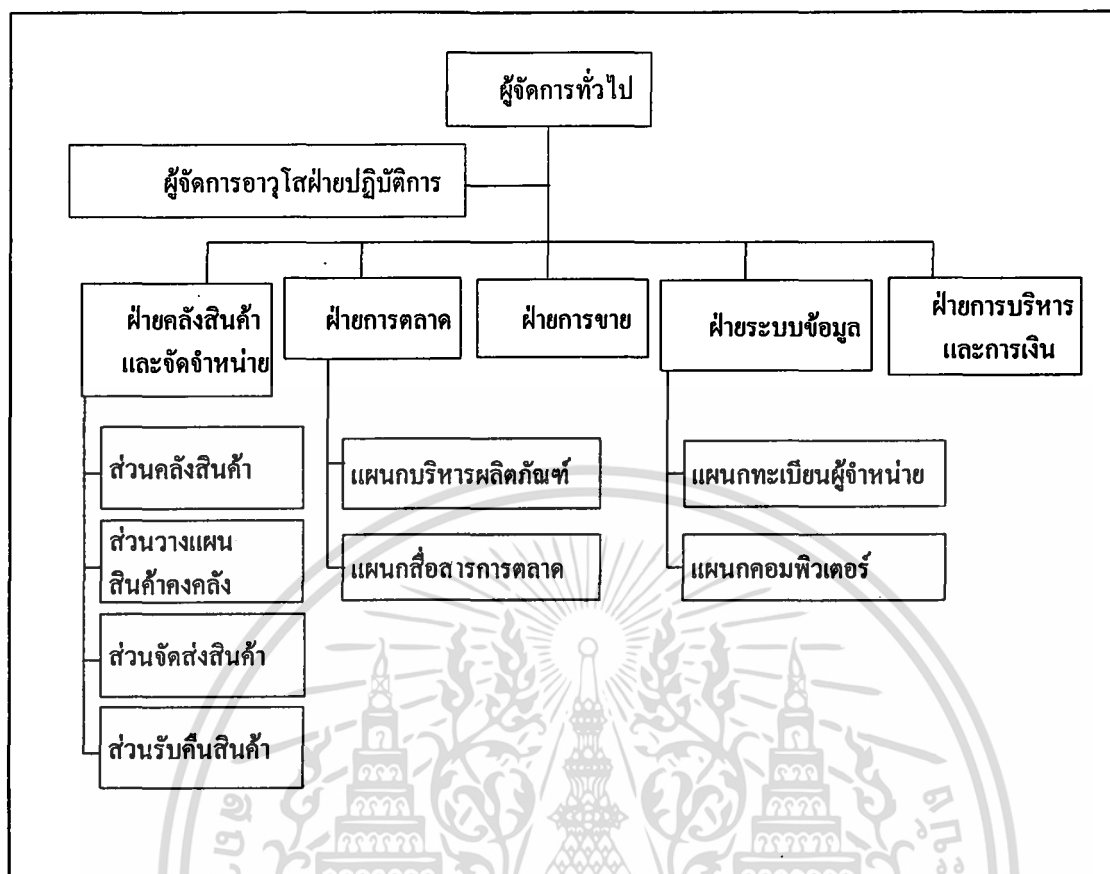 ผู้จัดการทั่วไป
ผู้จัดการอาวุโสฝ่ายปฏิบัติการ
ฝ่ายคลังสินค้า
และจัดจำหน่าย
ฝ่ายการตลาด
ฝ่ายการขาย
ฝ่ายระบบข้อมูล
ฝ่ายการบริหาร
และการเงิน
ส่วนคลังสินค้า
ส่วนวางแผน
สินค้าคงคลัง
ส่วนจัดส่งสินค้า
ส่วนรับคืนสินค้า
แผนกบริหารผลิตภัณฑ์
แผนกสื่อสารการตลาด
แผนกทะเบียนผู้จำหน่าย
แผนกคอมพิวเตอร์